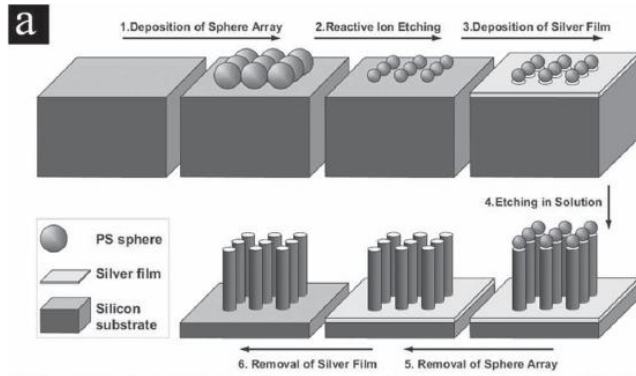 a
1.Deposition of Sphere Array
2.Reactive Ion Etching
3.Deposition of Silver Film
4.Etching in Solution
PS sphere
Silver film
Silicon
substrate
6. Removal of Silver Film
5. Removal of Sphere Array